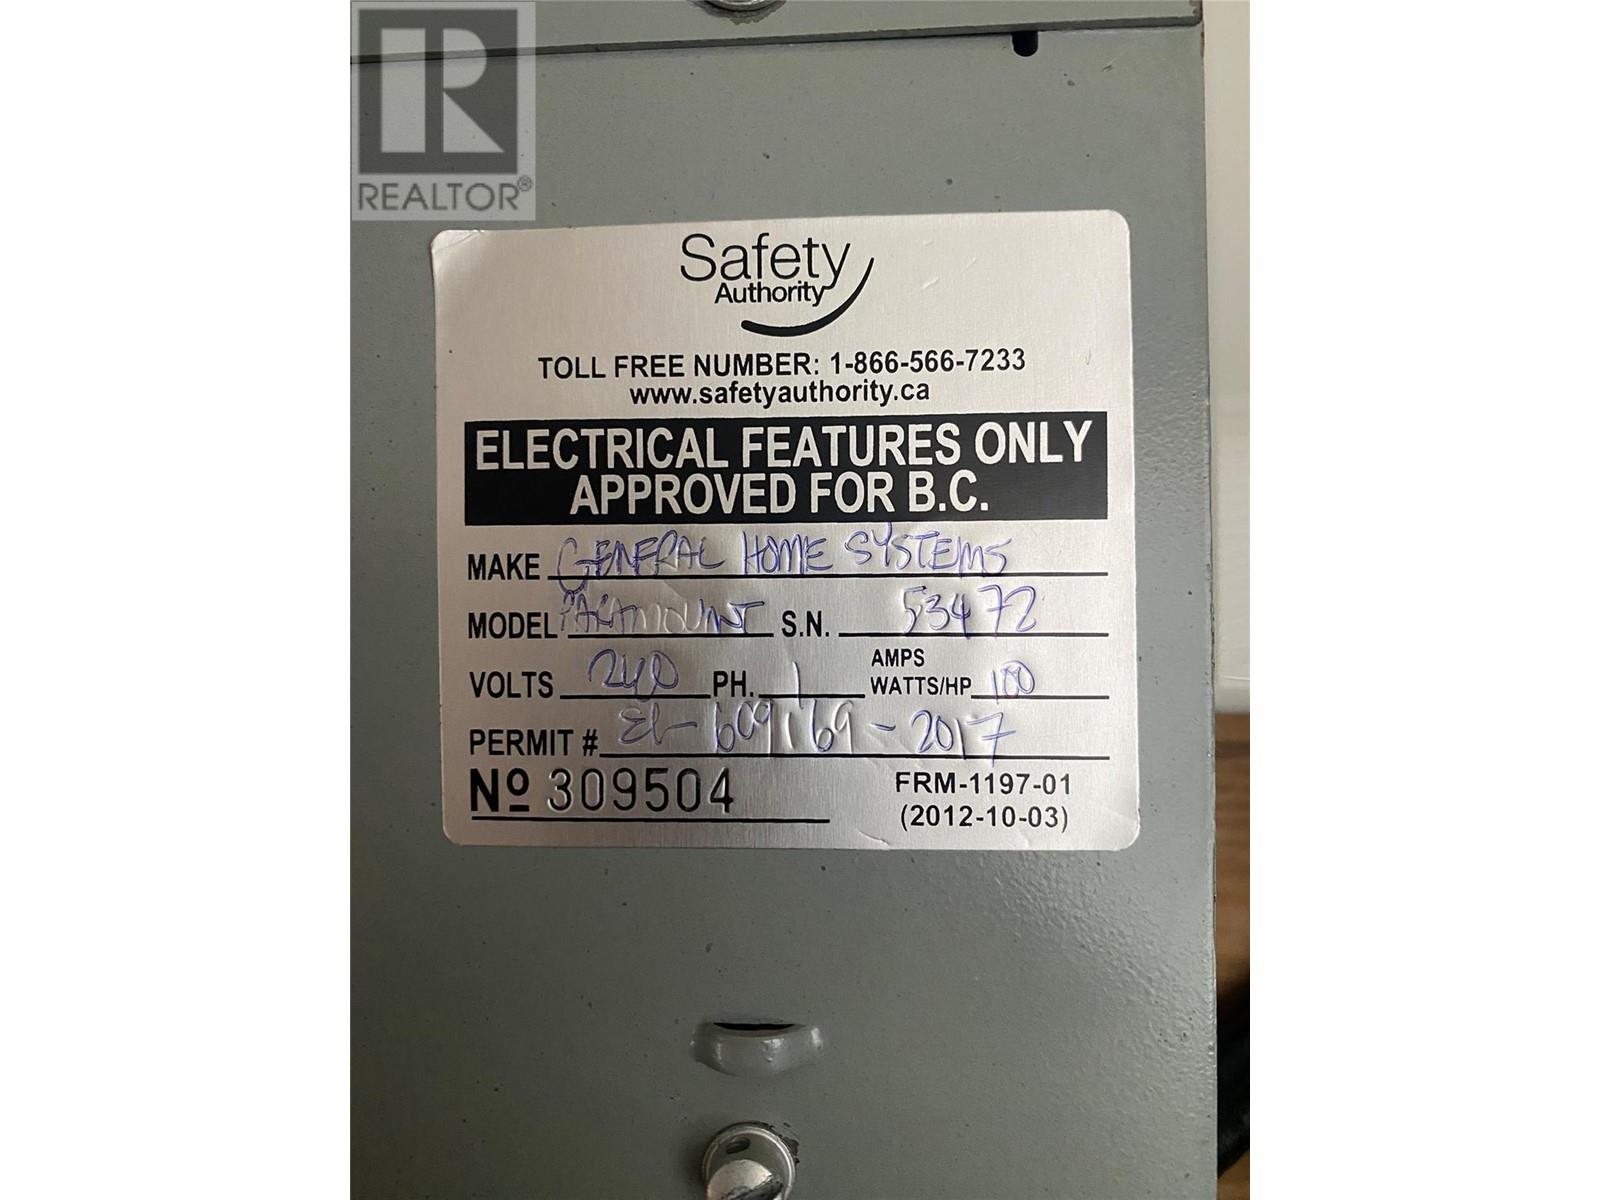 REALTOR®
Safety
Authority
TOLL FREE NUMBER: 1-866-566-7233
www.safetyauthority.ca
ELECTRICAL FEATURES ONLY
APPROVED FOR B.C.
MAKE GENERAL HOME SYSTEMS
MODEL PARAMOUNT S.N. 53472
VOLTS 240 PH. 1 AMPS WATTS/HP 100
PERMIT # El-609169-2017
No 309504 FRM-1197-01
(2012-10-03)